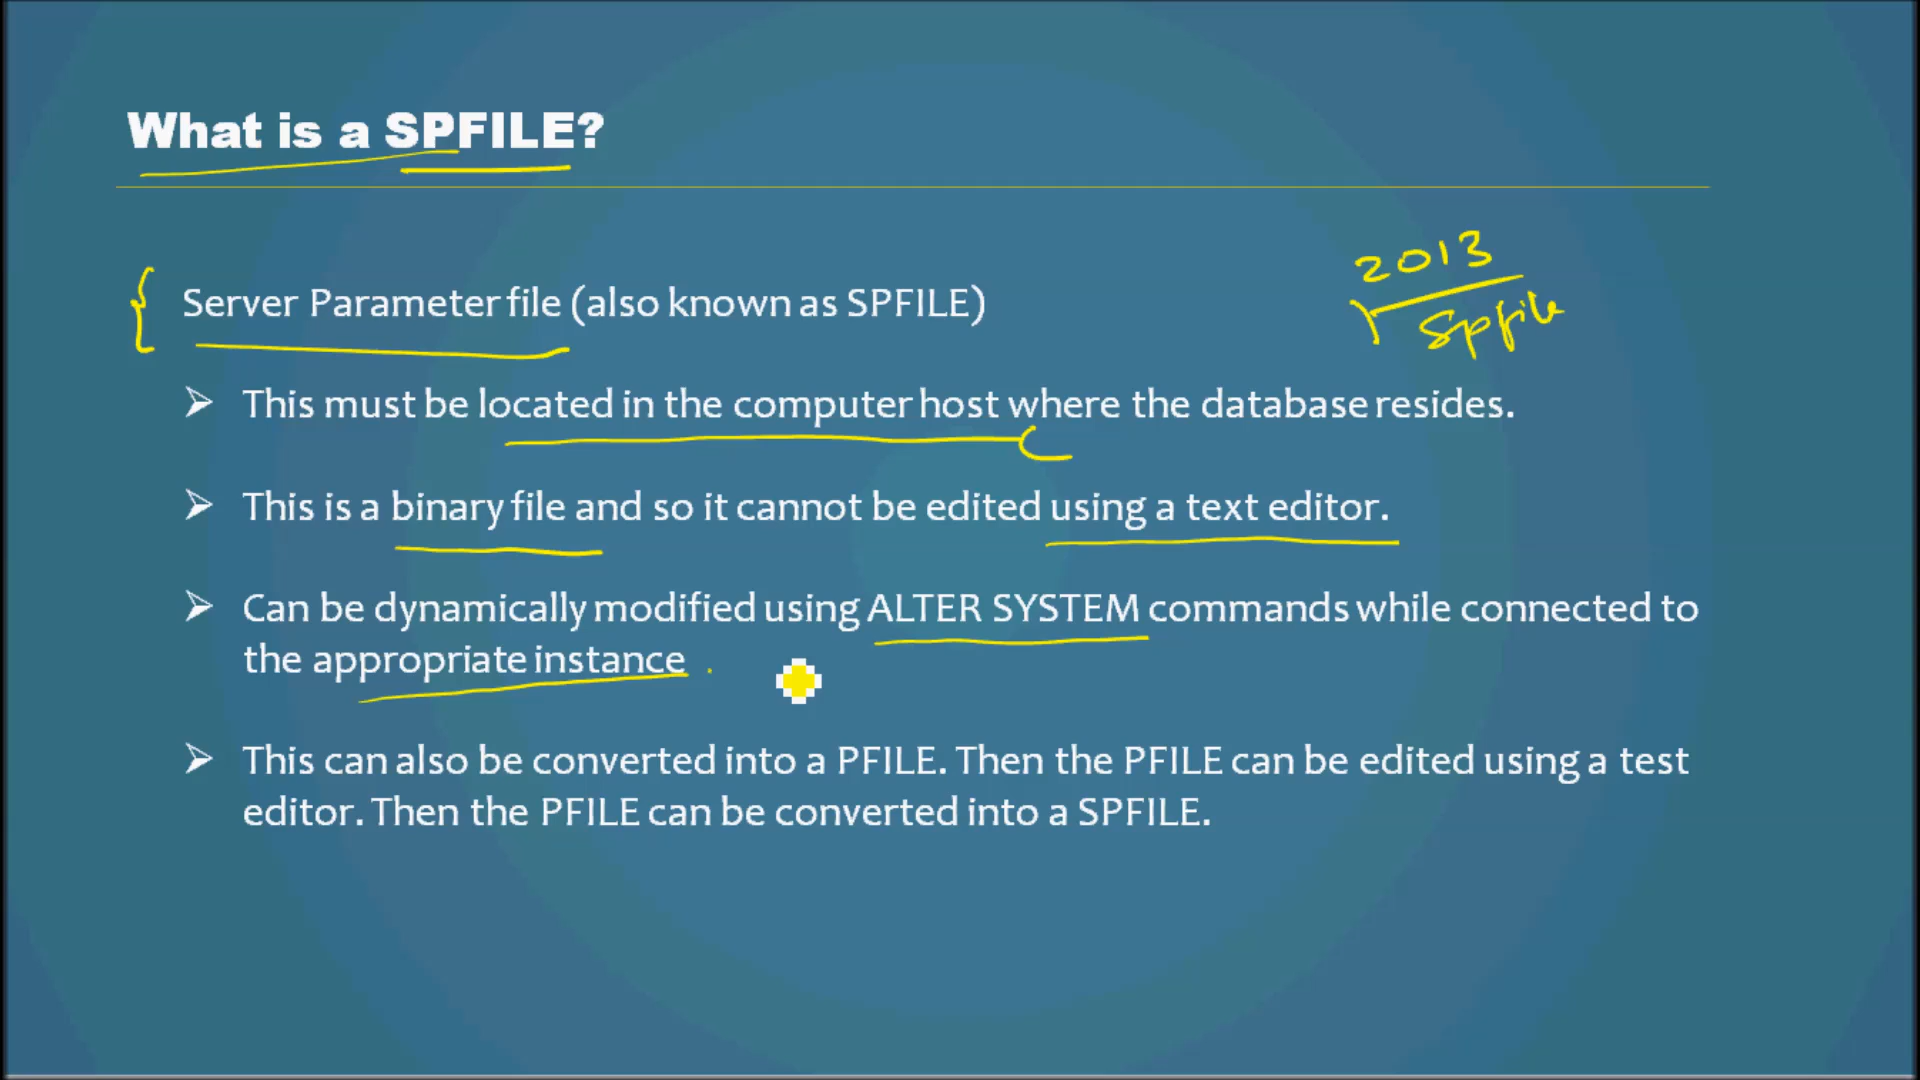 What is a SPFILE?
2013
Spfile
Server Parameter file (also known as SPFILE)
This must be located in the computer host where the database resides.
This is a binary file and so it cannot be edited using a text editor.
Can be dynamically modified using ALTER SYSTEM commands while connected to
the appropriate instance
This can also be converted into a PFILE. Then the PFILE can be edited using a test
editor. Then the PFILE can be converted into a SPFILE.